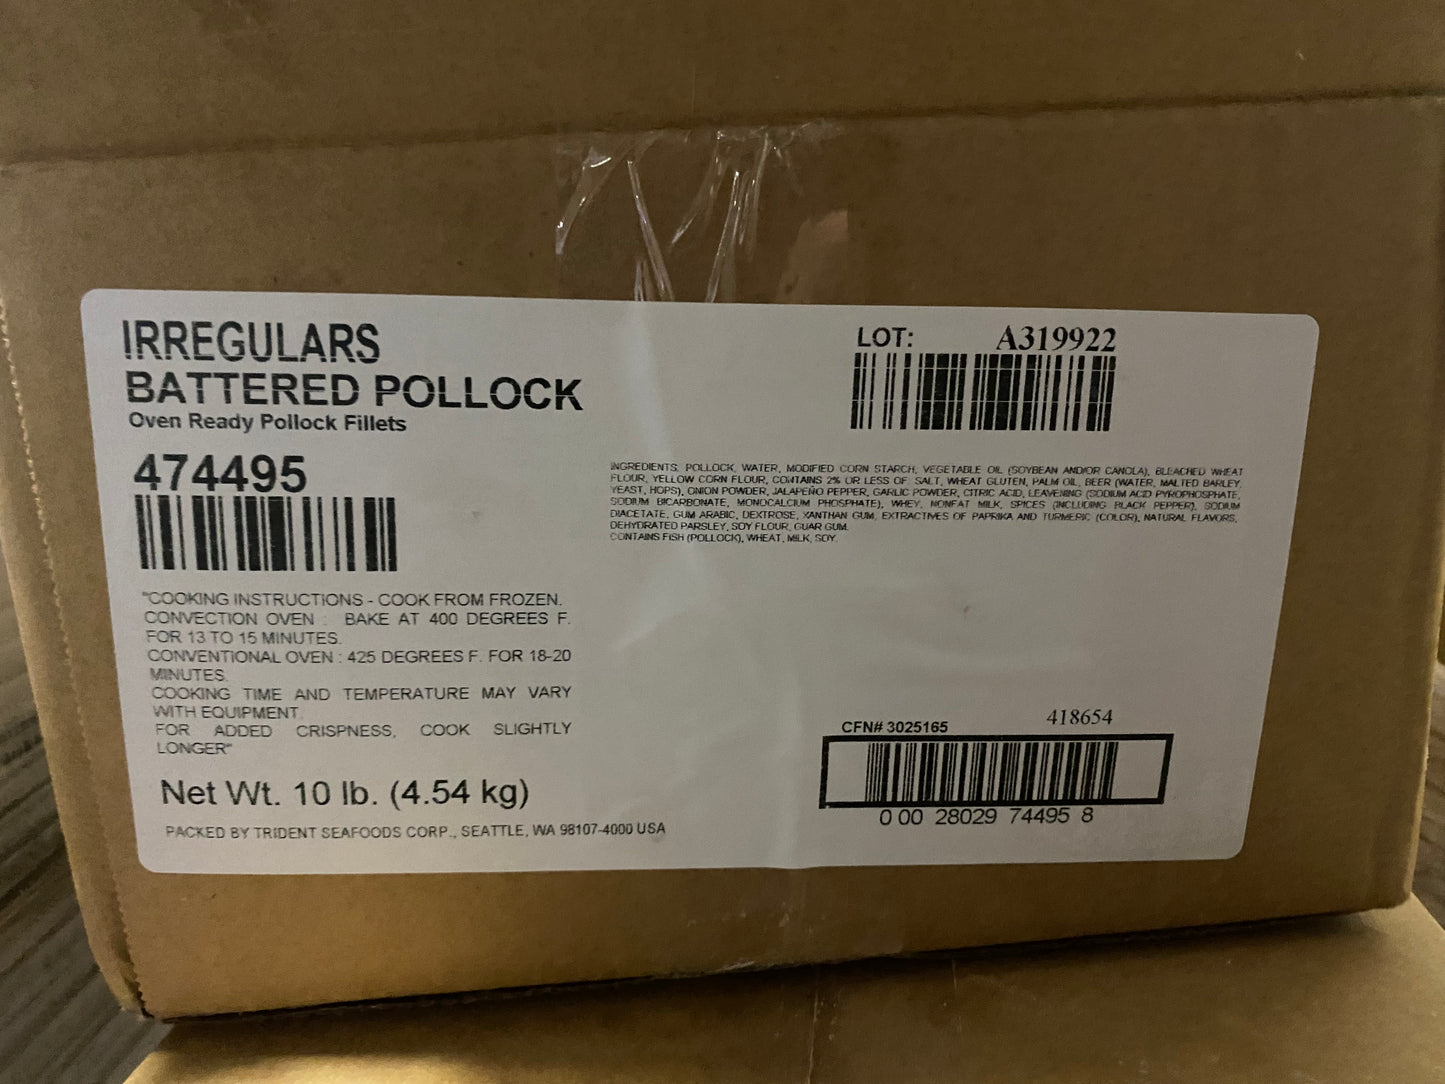 IRREGULARS
BATTERED POLLOCK
Oven Ready Pollock Fillets
474495
"COOKING INSTRUCTIONS - COOK FROM FROZEN.
CONVECTION OVEN : BAKE AT 400 DEGREES F.
FOR 13 TO 15 MINUTES.
CONVENTIONAL OVEN : 425 DEGREES F. FOR 18-20
MINUTES.
COOKING TIME AND TEMPERATURE MAY VARY
WITH EQUIPMENT.
FOR ADDED CRISPNESS, COOK SLIGHTLY
LONGER"
Net Wt. 10 lb. (4.54 kg)
PACKED BY TRIDENT SEAFOODS CORP., SEATTLE, WA 98107-4000 USA
LOT: A319922
INGREDIENTS: POLLOCK, WATER, MODIFIED CORN STARCH, VEGETABLE OIL (SOYBEAN AND/OR CANOLA), BLEACHED WHEAT
FLOUR, YELLOW CORN FLOUR, CONTAINS 2% OR LESS OF: SALT, WHEAT GLUTEN, PALM OIL, BEER (WATER, MALTED BARLEY,
YEAST, HOPS), ONION POWDER, JALAPEÑO PEPPER, GARLIC POWDER, CITRIC ACID, LEAVENING (SODIUM ACID PYROPHOSPHATE,
SODIUM BICARBONATE, MONOCALCIUM PHOSPHATE), WHEY, NONFAT MILK, SPICES (INCLUDING BLACK PEPPER), SODIUM
DIACETATE, GUM ARABIC, DEXTROSE, XANTHAN GUM, EXTRACTIVES OF PAPRIKA AND TURMERIC (COLOR), NATURAL FLAVORS,
DEHYDRATED PARSLEY, SOY FLOUR, GUAR GUM.
CONTAINS FISH (POLLOCK), WHEAT, MILK, SOY.
CFN# 3025165 418654
0 00 28029 74495 8